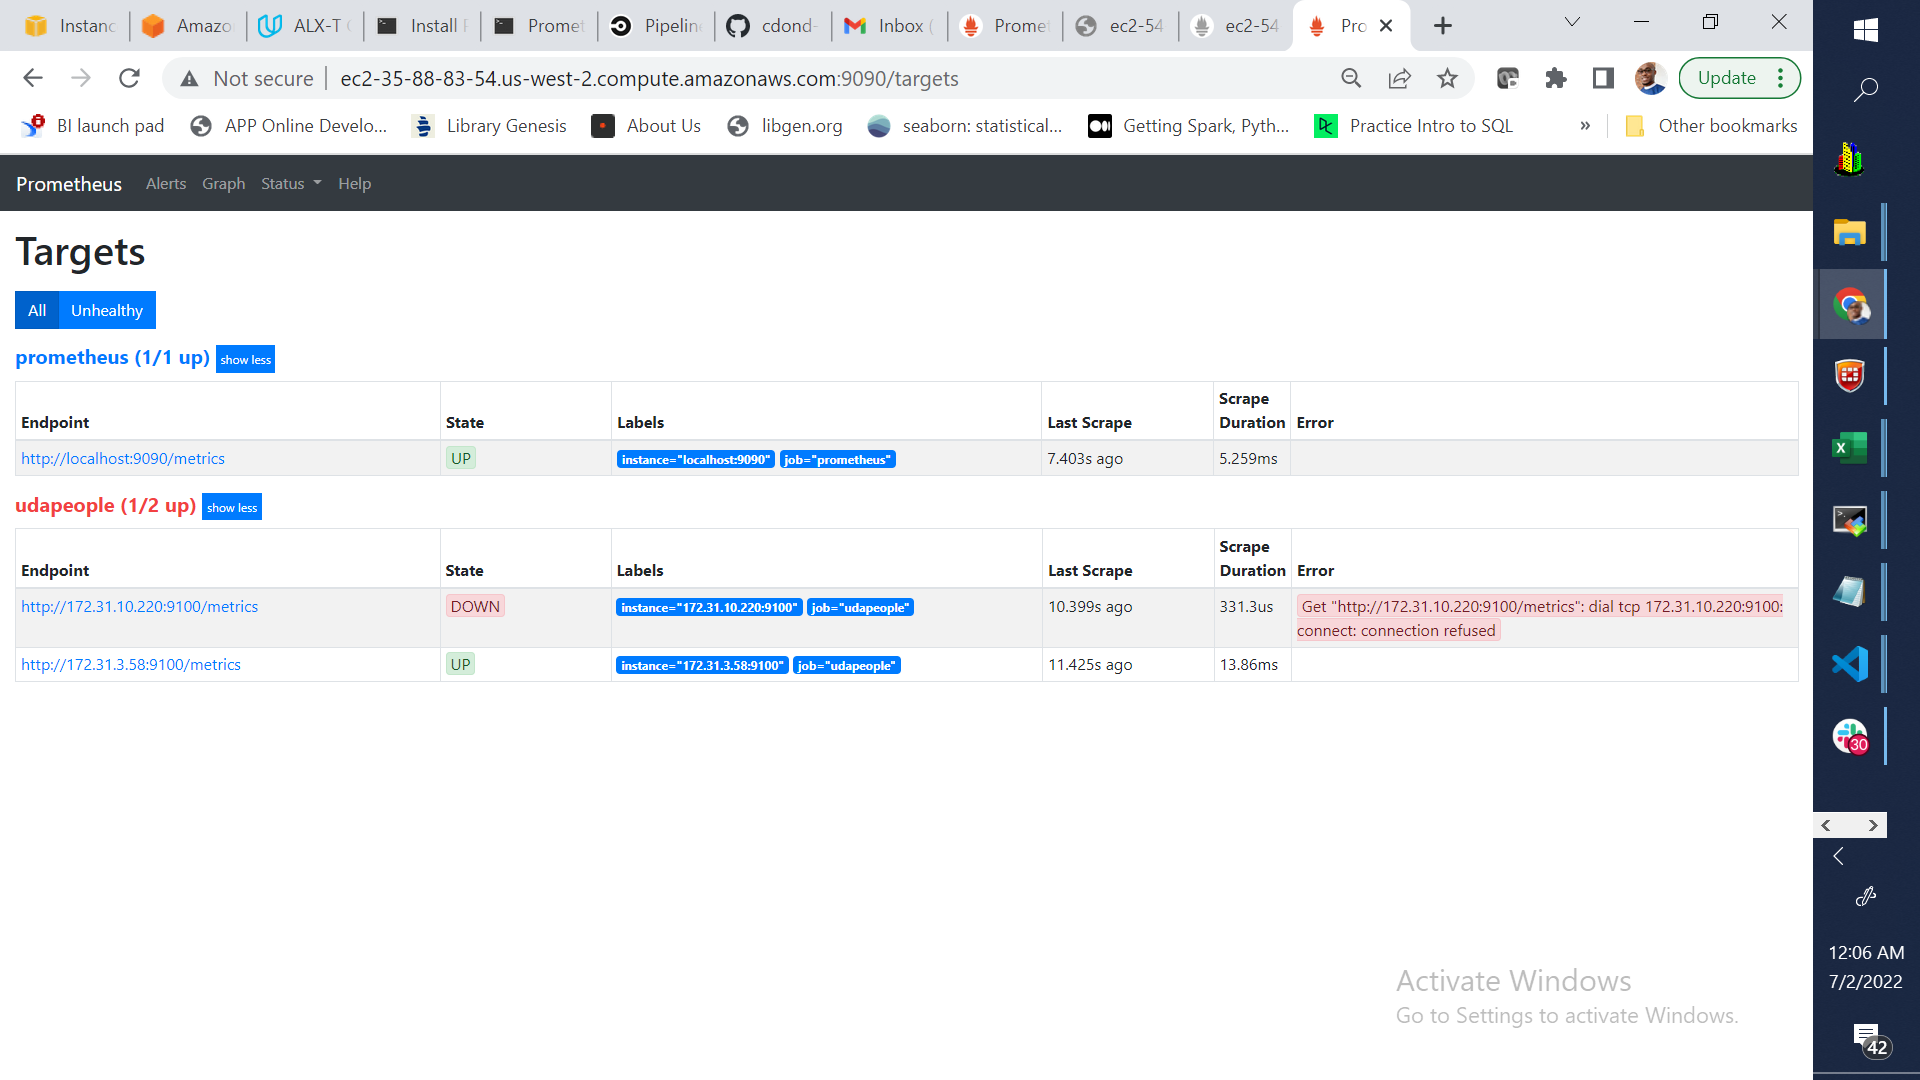 Instanc
Amazo
ALX-T
Install
Promet
Pipeline
cdond-
Inbox (
Promet
ec2-54
ec2-54
Pro
Not secure
ec2-35-88-83-54.us-west-2.compute.amazonaws.com:9090/targets
Update
BI launch pad
APP Online Develo...
Library Genesis
About Us
libgen.org
seaborn: statistical...
Getting Spark, Pyth...
Practice Intro to SQL
»
Other bookmarks
Prometheus Alerts Graph Status Help
Targets
All Unhealthy
prometheus (1/1 up) show less
Endpoint State Labels Last Scrape Scrape Duration Error
http://localhost:9090/metrics UP instance="localhost:9090" job="prometheus" 7.403s ago 5.259ms
udapeople (1/2 up) show less
Endpoint State Labels Last Scrape Scrape Duration Error
http://172.31.10.220:9100/metrics DOWN instance="172.31.10.220:9100" job="udapeople" 10.399s ago 331.3us Get "http://172.31.10.220:9100/metrics": dial tcp 172.31.10.220:9100:
connect: connection refused
http://172.31.3.58:9100/metrics UP instance="172.31.3.58:9100" job="udapeople" 11.425s ago 13.86ms
Activate Windows
Go to Settings to activate Windows.
30
12:06 AM
7/2/2022
42